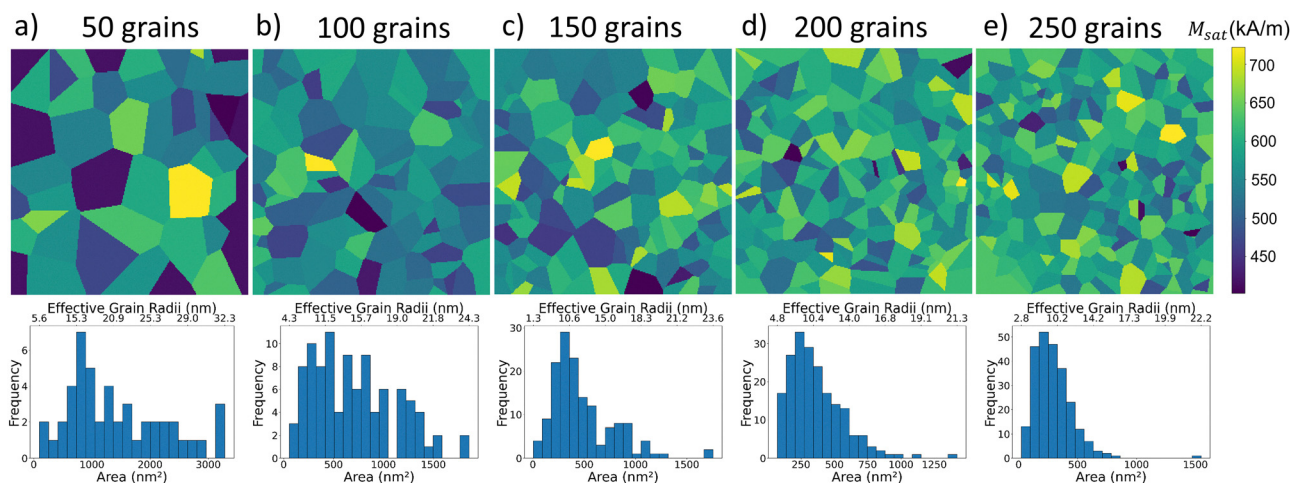 a) 50 grains b) 100 grains c) 150 grains d) 200 grains e) 250 grains M_sat(kA/m)
700
650
600
550
500
450
Effective Grain Radii (nm) Effective Grain Radii (nm) Effective Grain Radii (nm) Effective Grain Radii (nm) Effective Grain Radii (nm)
5.6 15.3 20.9 25.3 29.0 32.3 4.3 11.5 15.7 19.0 21.8 24.3 1.3 10.6 15.0 18.3 21.2 23.6 4.8 10.4 14.0 16.8 19.1 21.3 2.8 10.2 14.2 17.3 19.9 22.2
Frequency
6
4
2
0
0 1000 2000 3000
Area (nm²)
Frequency
10
8
6
4
2
0
0 500 1000 1500
Area (nm²)
Frequency
30
20
10
0
0 500 1000 1500
Area (nm²)
Frequency
30
20
10
0
250 500 750 1000 1250
Area (nm²)
Frequency
50
40
30
20
10
0
0 500 1000 1500
Area (nm²)